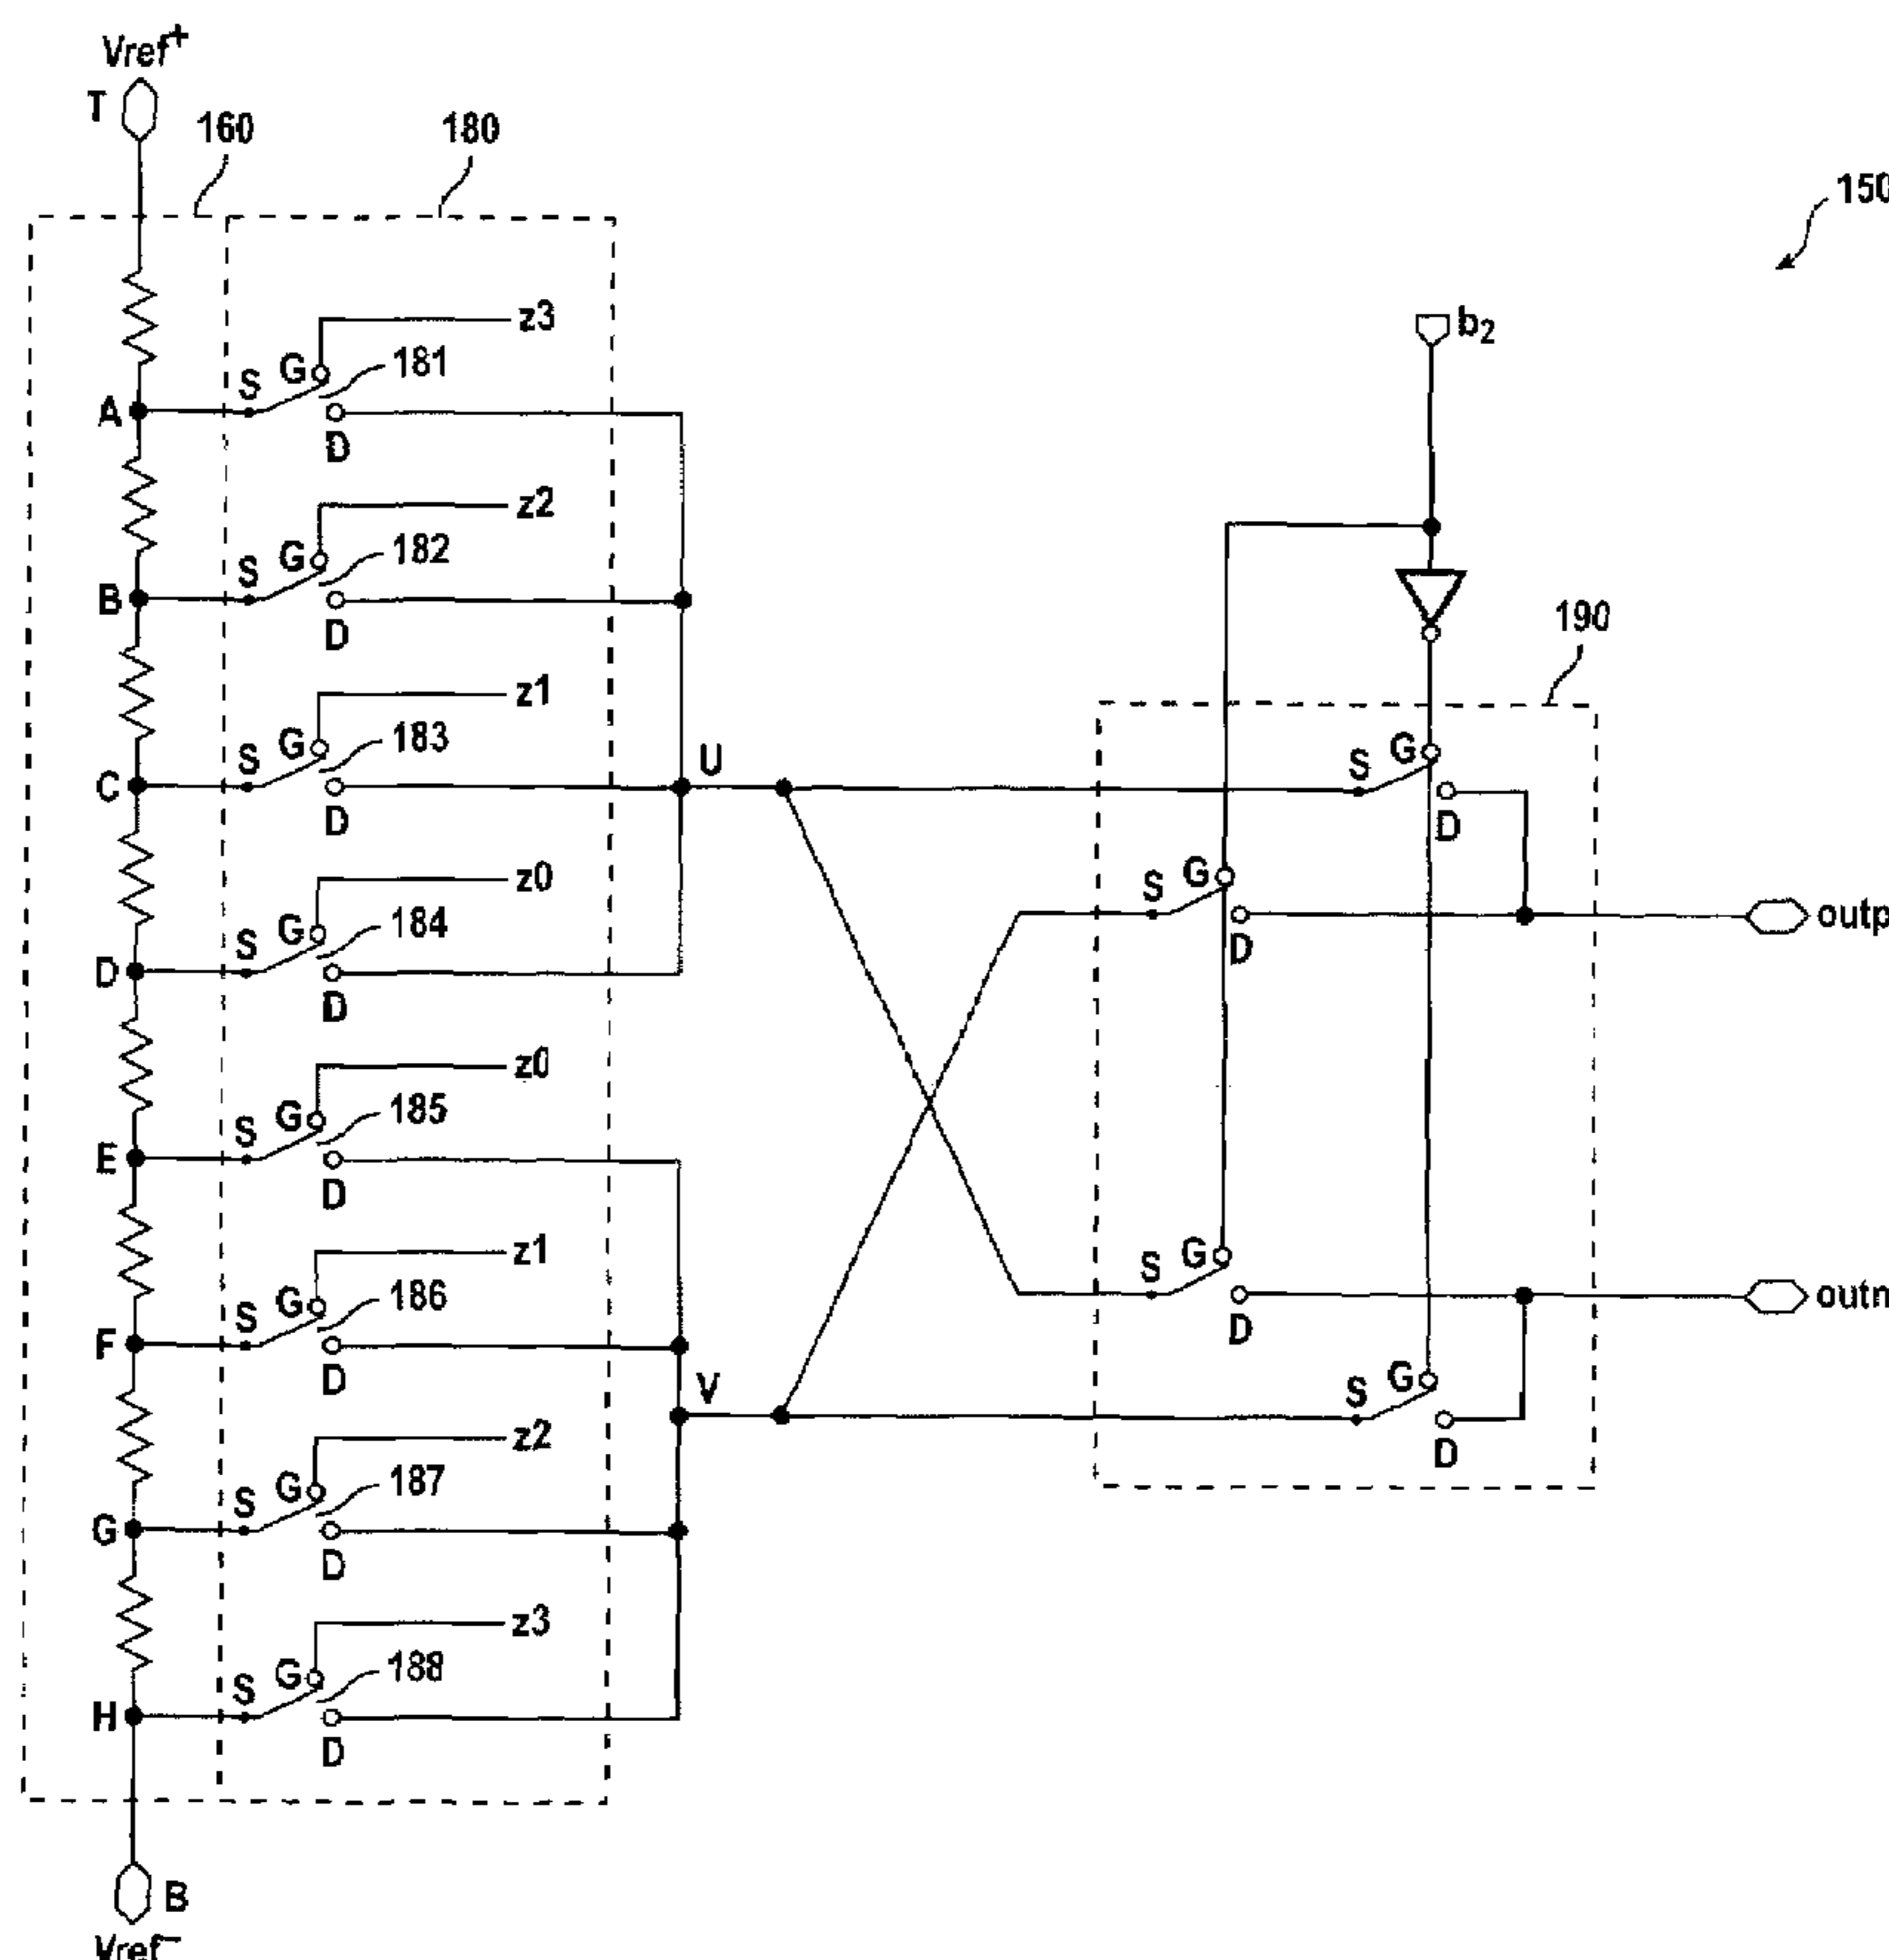 Vref+
T
160
180
150
z3
G
181
S
A
D
z2
G
182
S
B
D
z1
G
183
S
C
D
z0
G
184
S
D
D
z0
G
185
S
E
D
z1
G
186
S
F
D
z2
G
187
S
G
D
z3
G
188
S
H
D
B
Vref−
U
V
b2
190
G
S
D
G
S
D
outp
G
S
D
outn
G
S
D